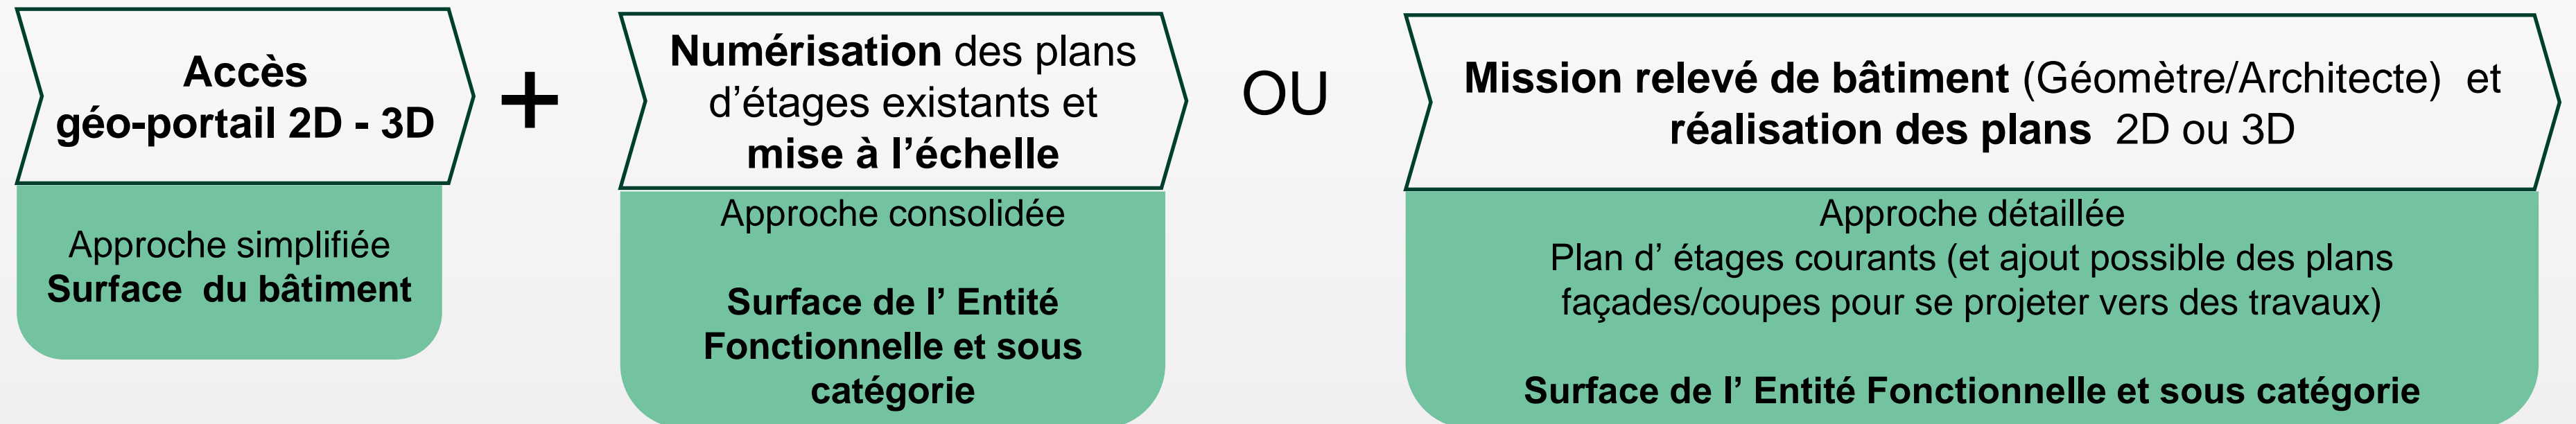 Accès
géo-portail 2D - 3D
Approche simplifiée
Surface du bâtiment
+
Numérisation des plans
d’étages existants et
mise à l’échelle
Approche consolidée
Surface de l’ Entité
Fonctionnelle et sous
catégorie
OU
Mission relevé de bâtiment (Géomètre/Architecte) et
réalisation des plans 2D ou 3D
Approche détaillée
Plan d’ étages courants (et ajout possible des plans
façades/coupes pour se projeter vers des travaux)
Surface de l’ Entité Fonctionnelle et sous catégorie